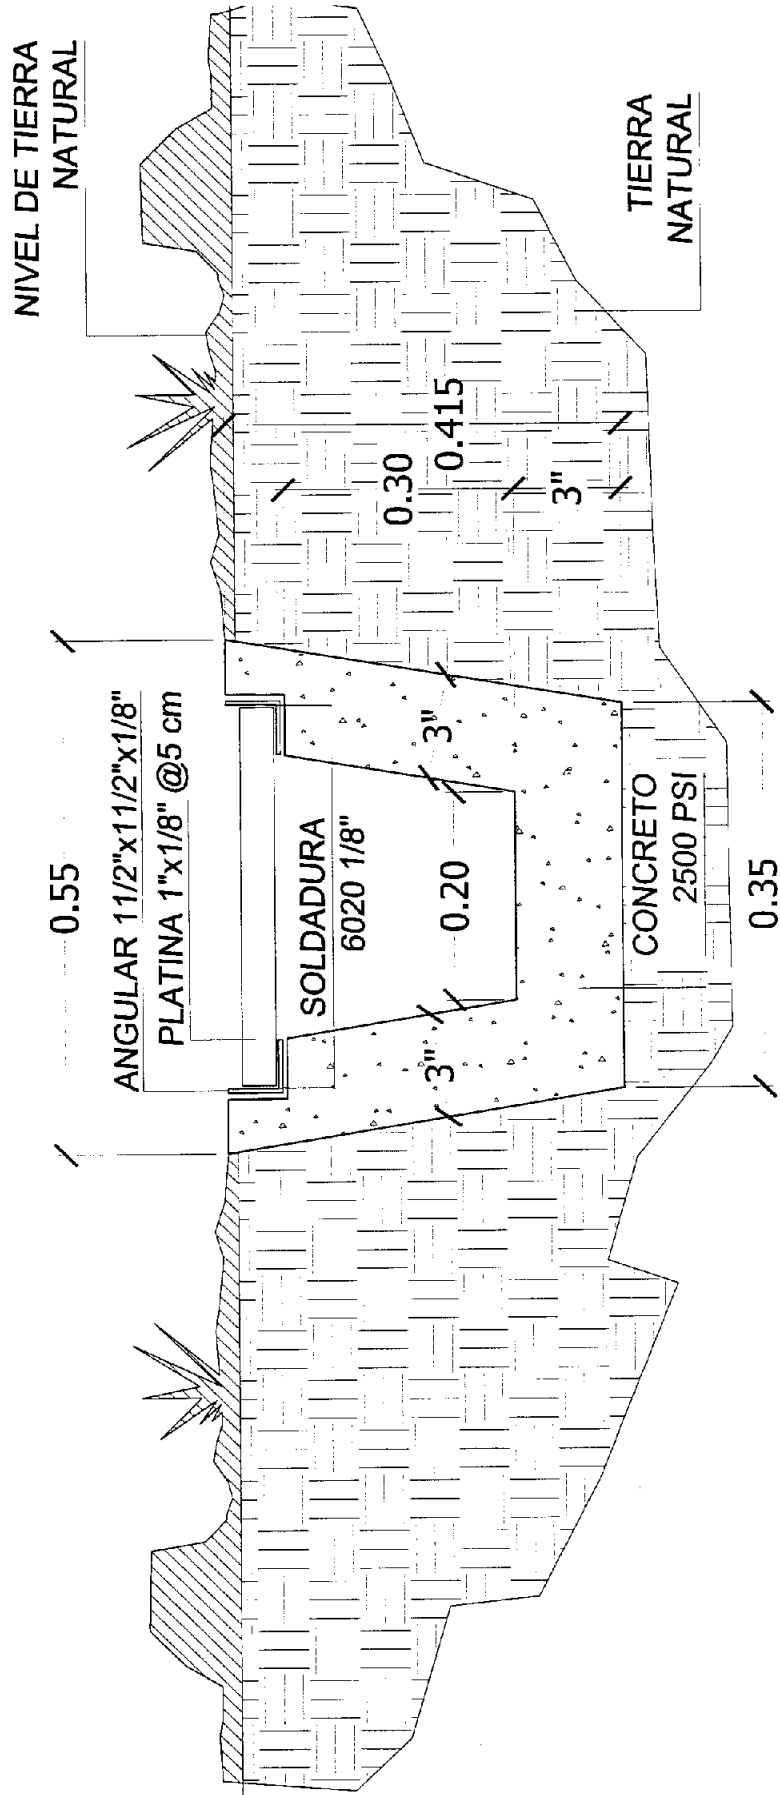 NIVEL DE TIERRA
NATURAL
0.55
ANGULAR 11/2"x11/2"x1/8"
PLATINA 1"x1/8" @5 cm
SOLDADURA
6020 1/8"
0.20
3"
3"
0.30
0.415
3"
CONCRETO
2500 PSI
0.35
TIERRA
NATURAL